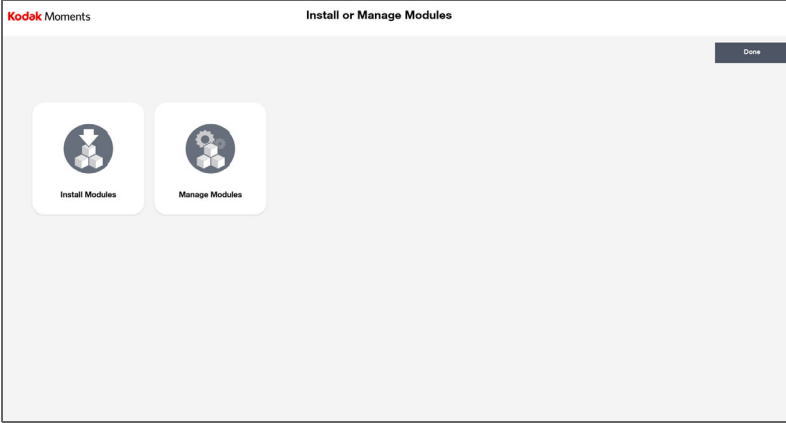 Kodak Moments
Install or Manage Modules
Done
Install Modules
Manage Modules